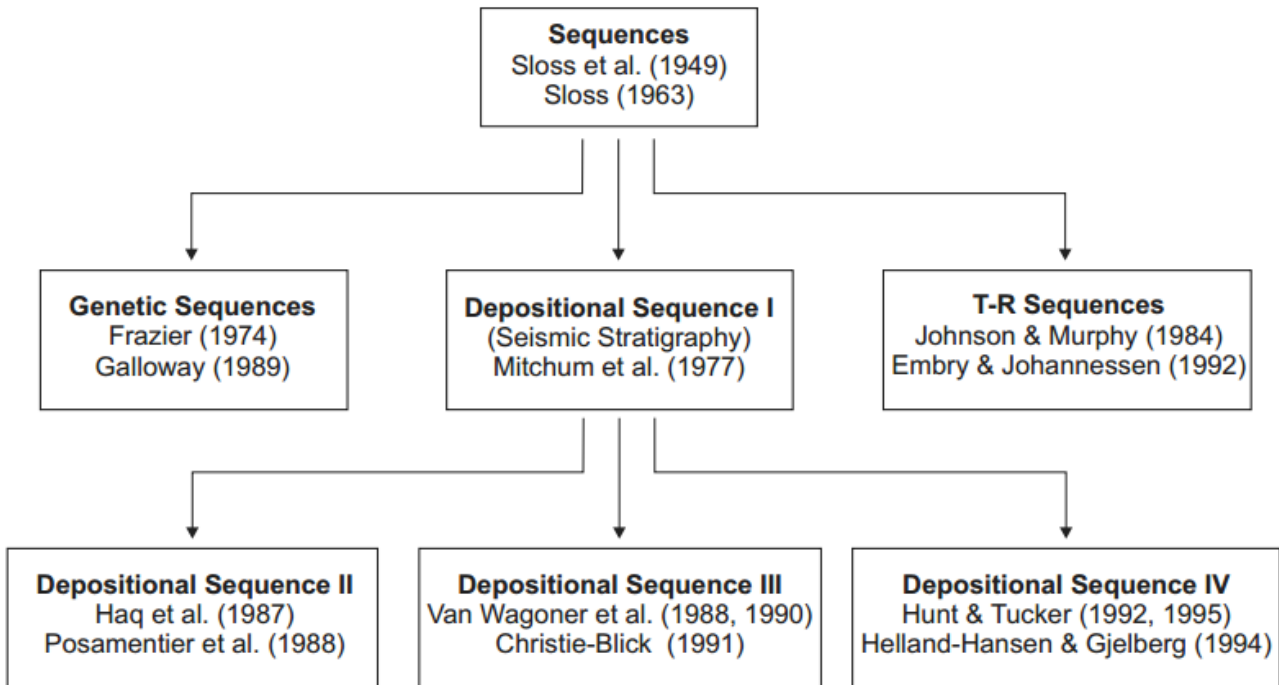 Sequences
Sloss et al. (1949)
Sloss (1963)
Genetic Sequences
Frazier (1974)
Galloway (1989)
Depositional Sequence I
(Seismic Stratigraphy)
Mitchum et al. (1977)
T-R Sequences
Johnson & Murphy (1984)
Embry & Johannessen (1992)
Depositional Sequence II
Haq et al. (1987)
Posamentier et al. (1988)
Depositional Sequence III
Van Wagoner et al. (1988, 1990)
Christie-Blick (1991)
Depositional Sequence IV
Hunt & Tucker (1992, 1995)
Helland-Hansen & Gjelberg (1994)